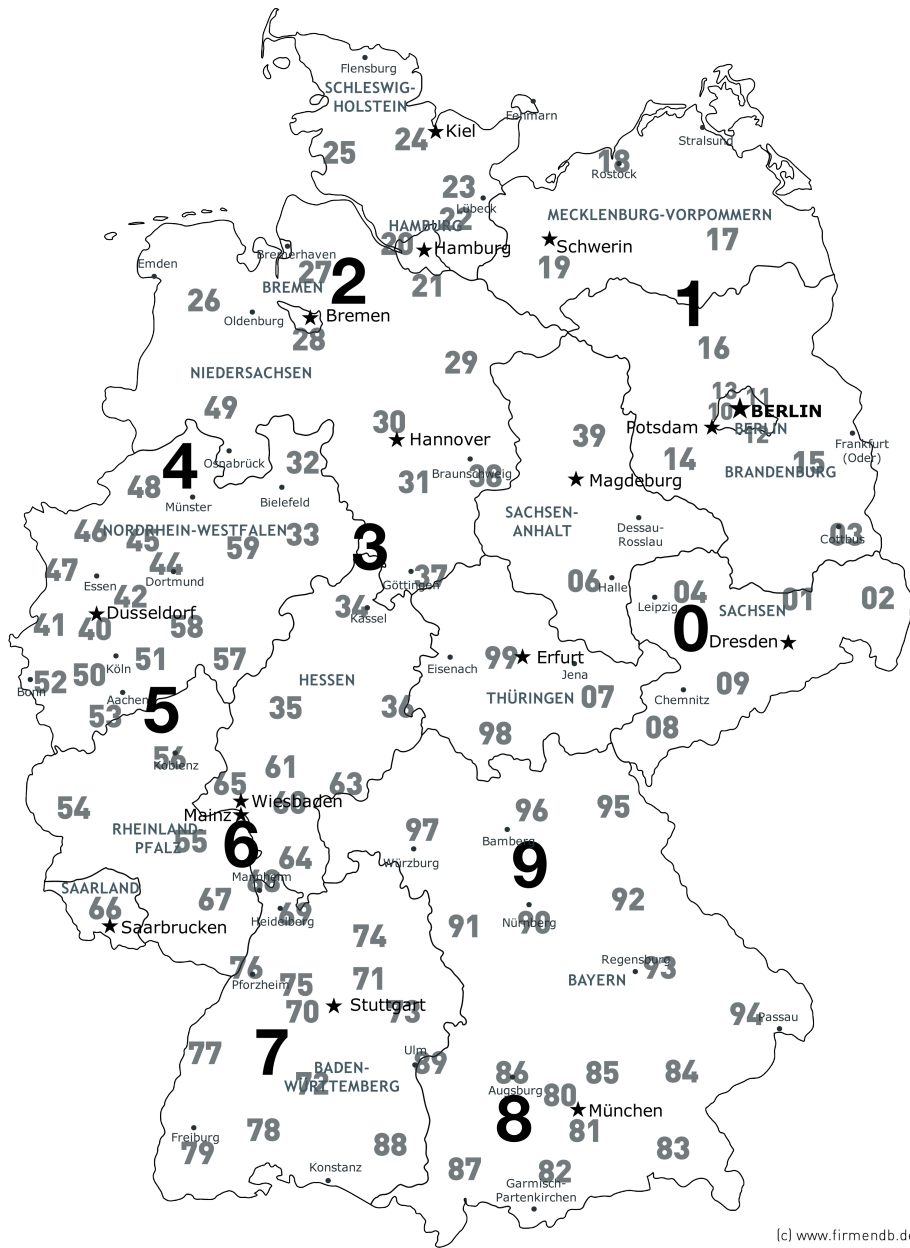 Flensburg
SCHLESWIG-
HOLSTEIN
Fehmarn
24
Kiel
25
Stralsund
18
Rostock
23
Lübeck
22
MECKLENBURG-VORPOMMERN
HAMBURG
20
Hamburg
17
Schwerin
19
Bremerhaven
Emden
27
2
21
BREMEN
26
1
Oldenburg
Bremen
28
16
29
NIEDERSACHSEN
13
11
49
10
BERLIN
30
Potsdam
BERLIN
12
39
Hannover
Frankfurt
(Oder)
4
Osnabrück
32
14
15
BRANDENBURG
31
Braunschweig
38
48
Magdeburg
Münster
Bielefeld
SACHSEN-
ANHALT
46
NORDRHEIN-WESTFALEN
45
33
Dessau-
Rosslau
03
Cottbus
59
3
47
44
Dortmund
37
Göttingen
06
Halle
Essen
42
34
Kassel
04
Leipzig
SACHSEN
01
02
Dusseldorf
41
40
58
0
Dresden
Köln
51
57
Eisenach
99
Erfurt
Jena
52
Bonn
50
HESSEN
09
Aachen
THÜRINGEN
07
Chemnitz
53
5
35
36
98
08
56
Koblenz
61
65
63
Wiesbaden
60
54
Mainz
96
95
RHEINLAND-
PFALZ
55
6
97
Bamberg
64
Würzburg
9
Mannheim
68
SAARLAND
66
67
69
Heidelberg
92
Saarbrucken
91
90
Nürnberg
74
76
Pforzheim
75
71
Regensburg
93
BAYERN
70
Stuttgart
73
94
Passau
77
7
Ulm
89
BADEN-
WÜRTTEMBERG
72
86
Augsburg
85
84
80
München
8
81
78
Freiburg
79
88
83
Konstanz
87
82
Garmisch-
Partenkirchen
(c) www.firmendb.de